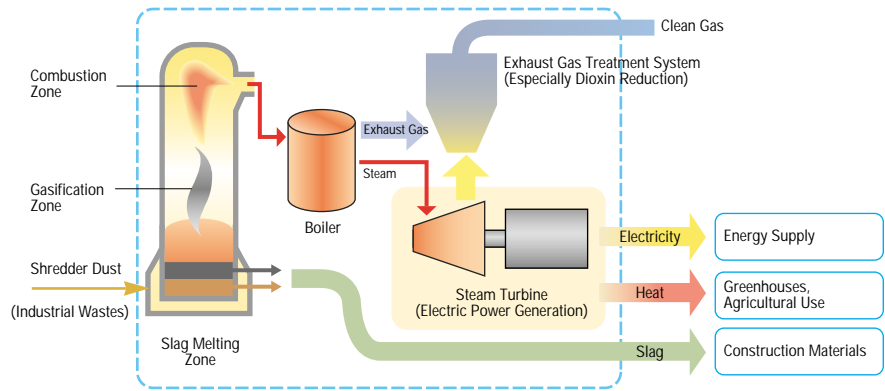 Clean Gas
Exhaust Gas Treatment System
(Especially Dioxin Reduction)
Combustion
Zone
Exhaust Gas
Steam
Gasification
Zone
Boiler
Electricity
Energy Supply
Shredder Dust
(Industrial Wastes)
Steam Turbine
(Electric Power Generation)
Heat
Greenhouses,
Agricultural Use
Slag Melting
Zone
Slag
Construction Materials